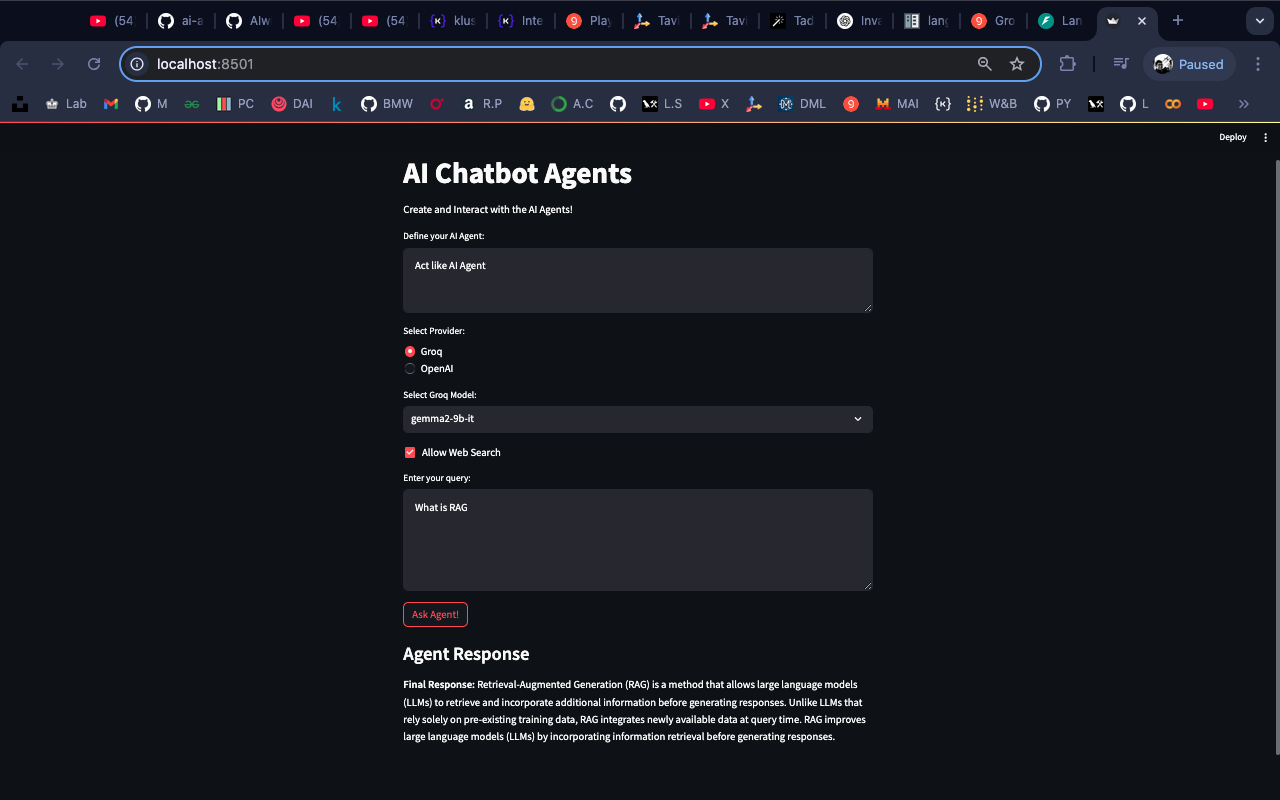 (54
ai-a
AIw
(54
(54
klus
Inte
Play
Tavi
Tavi
Tad
Inva
lang
Gro
Lan
localhost:8501
Paused
Lab
M
PC
DAI
BMW
R.P
A.C
L.S
X
DML
MAI
W&B
PY
L
Deploy
AI Chatbot Agents
Create and Interact with the AI Agents!
Define your AI Agent:
Act like AI Agent
Select Provider:
Groq
OpenAI
Select Groq Model:
gemma2-9b-it
Allow Web Search
Enter your query:
What is RAG
Ask Agent!
Agent Response
Final Response: Retrieval-Augmented Generation (RAG) is a method that allows large language models
(LLMs) to retrieve and incorporate additional information before generating responses. Unlike LLMs that
rely solely on pre-existing training data, RAG integrates newly available data at query time. RAG improves
large language models (LLMs) by incorporating information retrieval before generating responses.